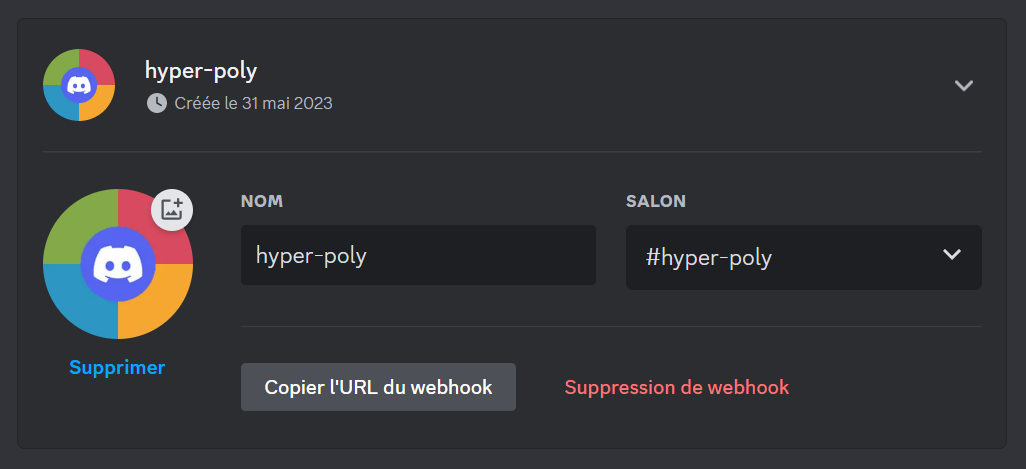 hyper-poly
Créée le 31 mai 2023
NOM
SALON
hyper-poly
#hyper-poly
Supprimer
Copier l'URL du webhook
Suppression de webhook